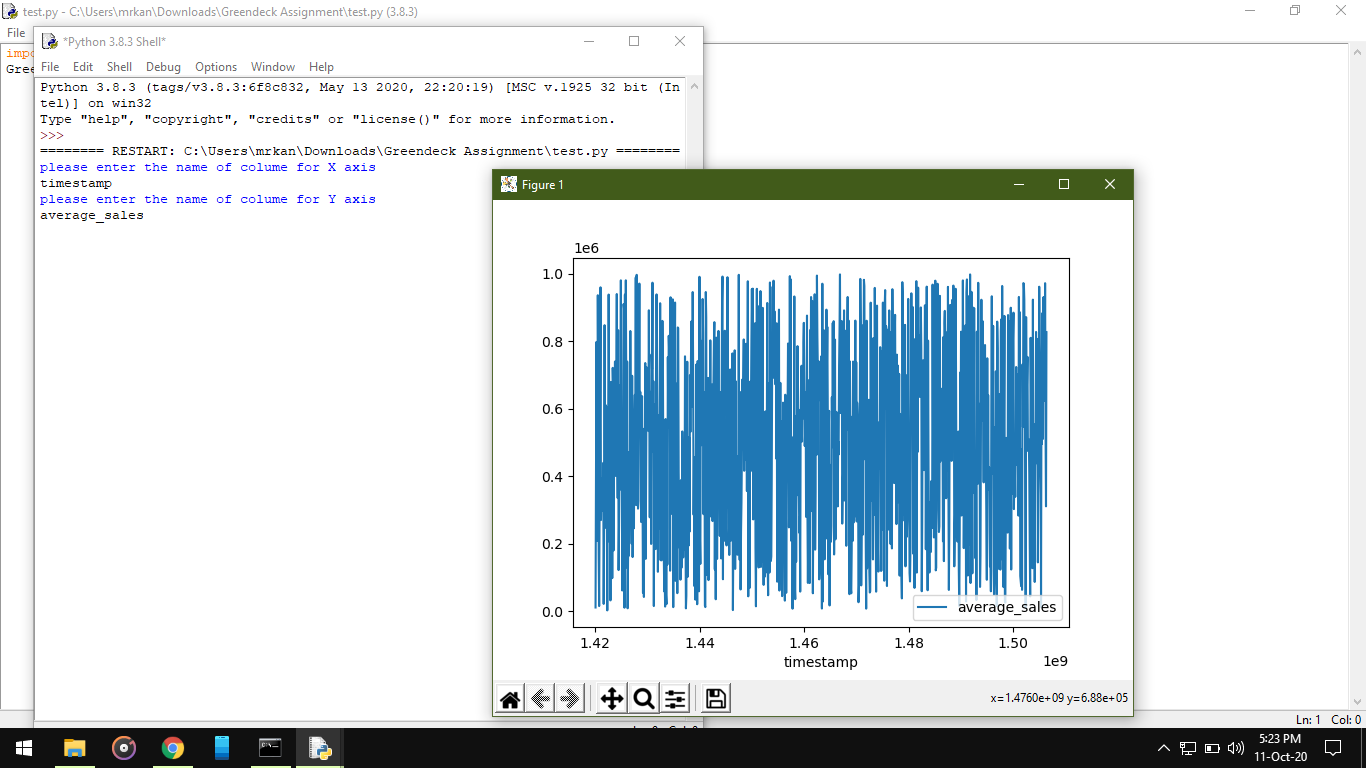 test.py - C:\Users\mrkan\Downloads\Greendeck Assignment\test.py (3.8.3)
File
impo
Gree
*Python 3.8.3 Shell*
File Edit Shell Debug Options Window Help
Python 3.8.3 (tags/v3.8.3:6f8c832, May 13 2020, 22:20:19) [MSC v.1925 32 bit (In
tel)] on win32
Type "help", "copyright", "credits" or "license()" for more information.
>>>
======== RESTART: C:\Users\mrkan\Downloads\Greendeck Assignment\test.py ========
please enter the name of colume for X axis
timestamp
please enter the name of colume for Y axis
average_sales
Figure 1
1e6
1.0
0.8
0.6
0.4
0.2
0.0
average_sales
1.42 1.44 1.46 1.48 1.50
timestamp
1e9
x=1.4760e+09 y=6.88e+05
Ln: 1 Col: 0
5:23 PM
11-Oct-20